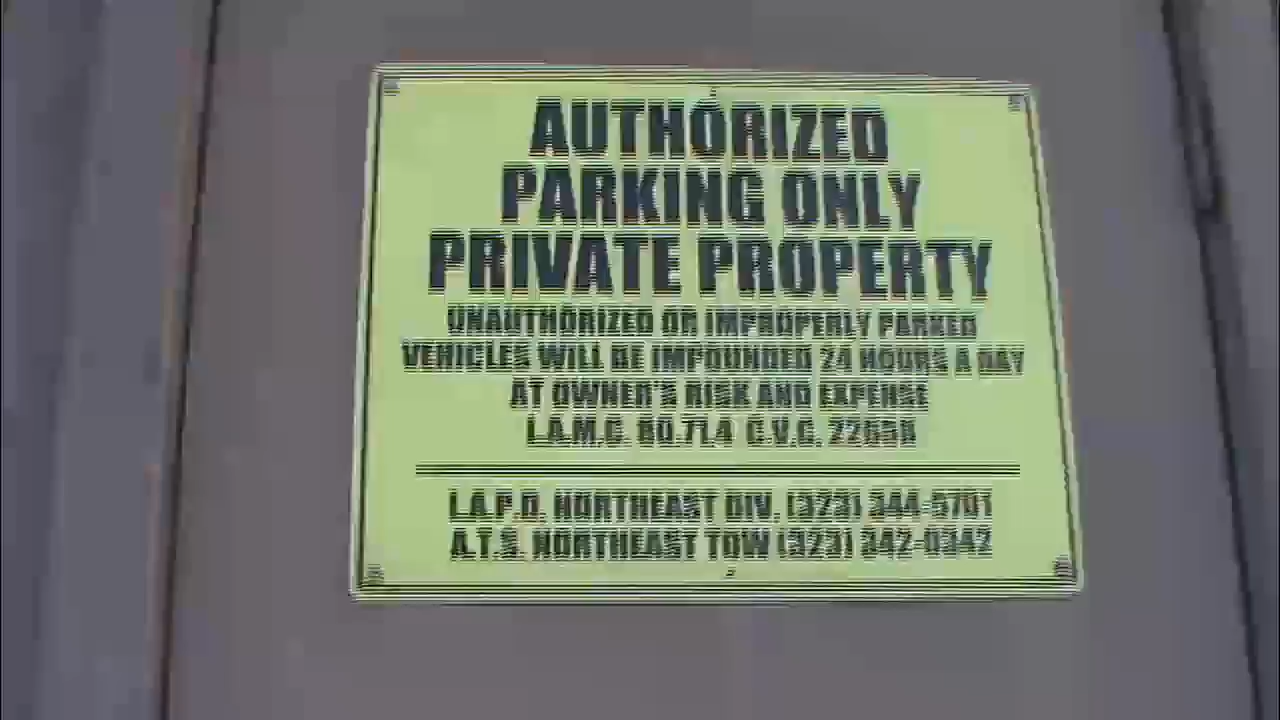 AUTHORIZED
PARKING ONLY
PRIVATE PROPERTY
UNAUTHORIZED OR IMPROPERLY PARKED
VEHICLES WILL BE IMPOUNDED 24 HOURS A DAY
AT OWNER'S RISK AND EXPENSE
L.A.M.C. 80.71.4 C.V.C. 22658
L.A.P.D. NORTHEAST DIV. (323) 344-5701
A.T.S. NORTHEAST TOW (323) 342-0342